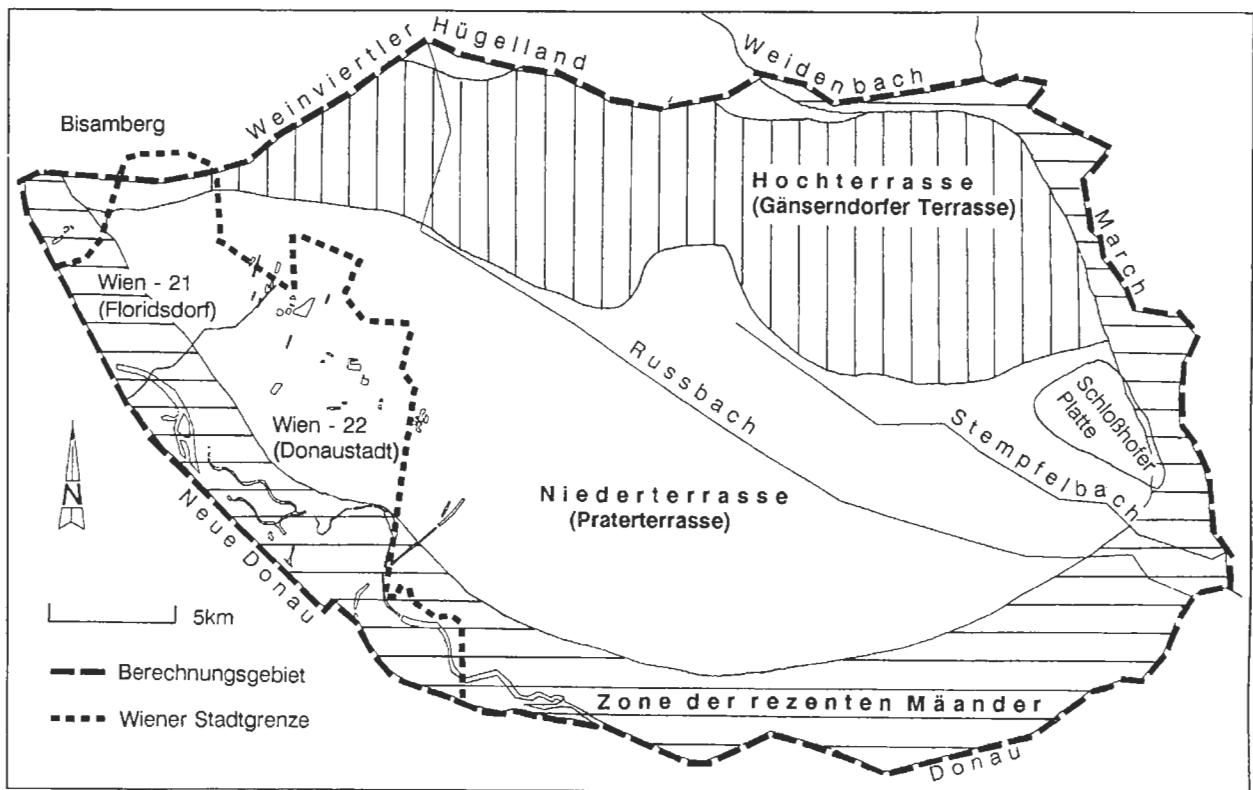 Weinviertler Hügelland
Weidenbach
Bisamberg
Hochterrasse
(Gänserndorfer Terrasse)
March
Wien - 21
(Floridsdorf)
Russbach
Schloßhofer
Platte
Stempfelbach
Wien - 22
(Donaustadt)
N
Niederterrasse
(Praterterrasse)
Neue Donau
5km
Berechnungsgebiet
Zone der rezenten Mäander
Wiener Stadtgrenze
Donau